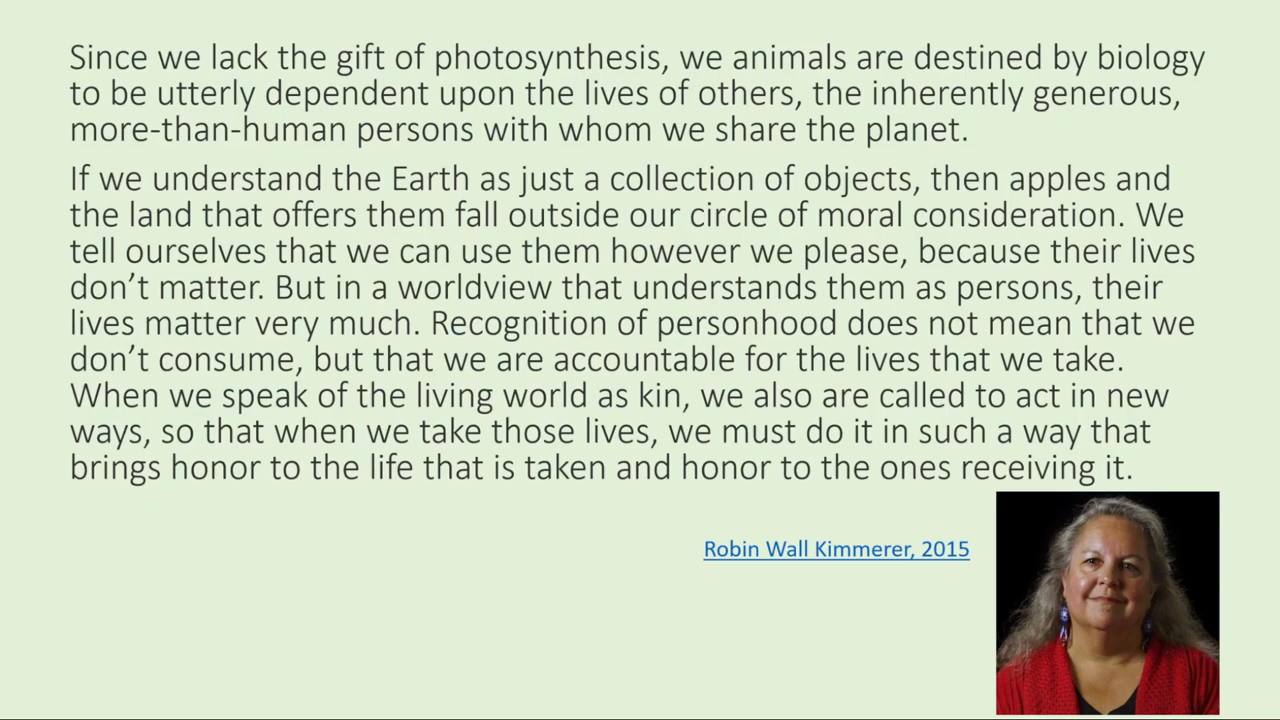 Since we lack the gift of photosynthesis, we animals are destined by biology
to be utterly dependent upon the lives of others, the inherently generous,
more-than-human persons with whom we share the planet.
If we understand the Earth as just a collection of objects, then apples and
the land that offers them fall outside our circle of moral consideration. We
tell ourselves that we can use them however we please, because their lives
don’t matter. But in a worldview that understands them as persons, their
lives matter very much. Recognition of personhood does not mean that we
don’t consume, but that we are accountable for the lives that we take.
When we speak of the living world as kin, we also are called to act in new
ways, so that when we take those lives, we must do it in such a way that
brings honor to the life that is taken and honor to the ones receiving it.
Robin Wall Kimmerer, 2015